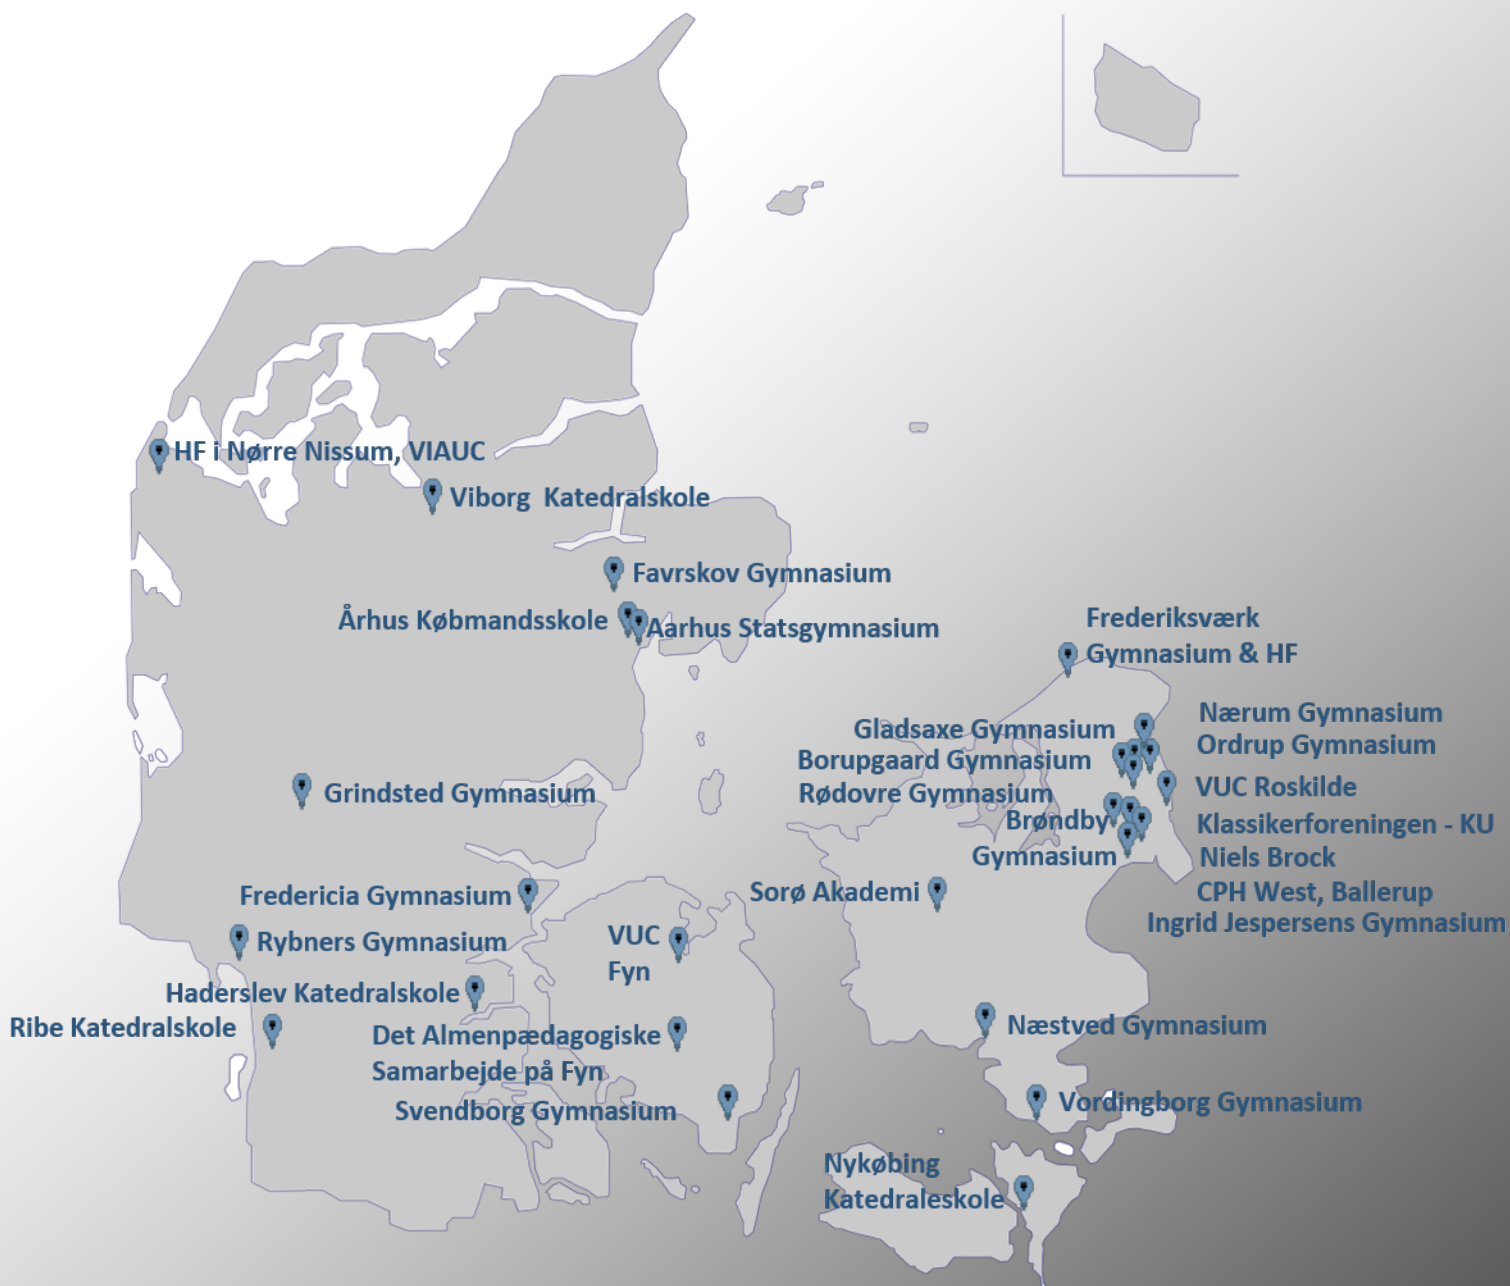 HF i Nørre Nissum, VIAUC
Viborg Katedralskole
Favrskov Gymnasium
Århus Købmandsskole
Aarhus Statsgymnasium
Frederiksværk
Gymnasium & HF
Gladsaxe Gymnasium
Borupgaard Gymnasium
Rødovre Gymnasium
Brøndby
Gymnasium
Nærum Gymnasium
Ordrup Gymnasium
VUC Roskilde
Klassikerforeningen - KU
Niels Brock
CPH West, Ballerup
Ingrid Jespersens Gymnasium
Grindsted Gymnasium
Fredericia Gymnasium
Sorø Akademi
Rybners Gymnasium
VUC
Fyn
Haderslev Katedralskole
Ribe Katedralskole
Det Almenpædagogiske
Samarbejde på Fyn
Svendborg Gymnasium
Næstved Gymnasium
Vordingborg Gymnasium
Nykøbing
Katedraleskole